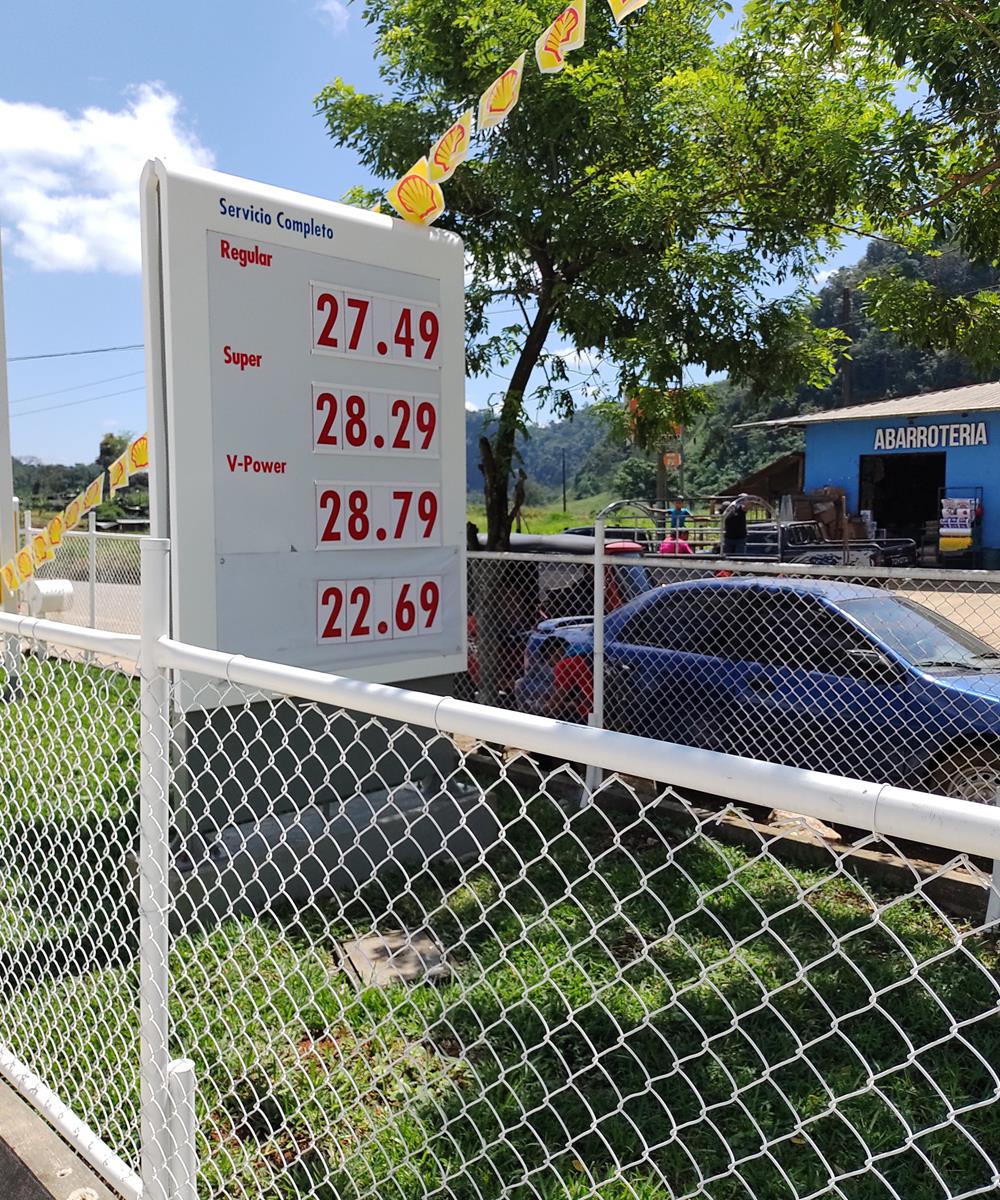 Servicio Completo
Regular
27.49
Super
28.29
V-Power
28.79
22.69
ABARROTERIA